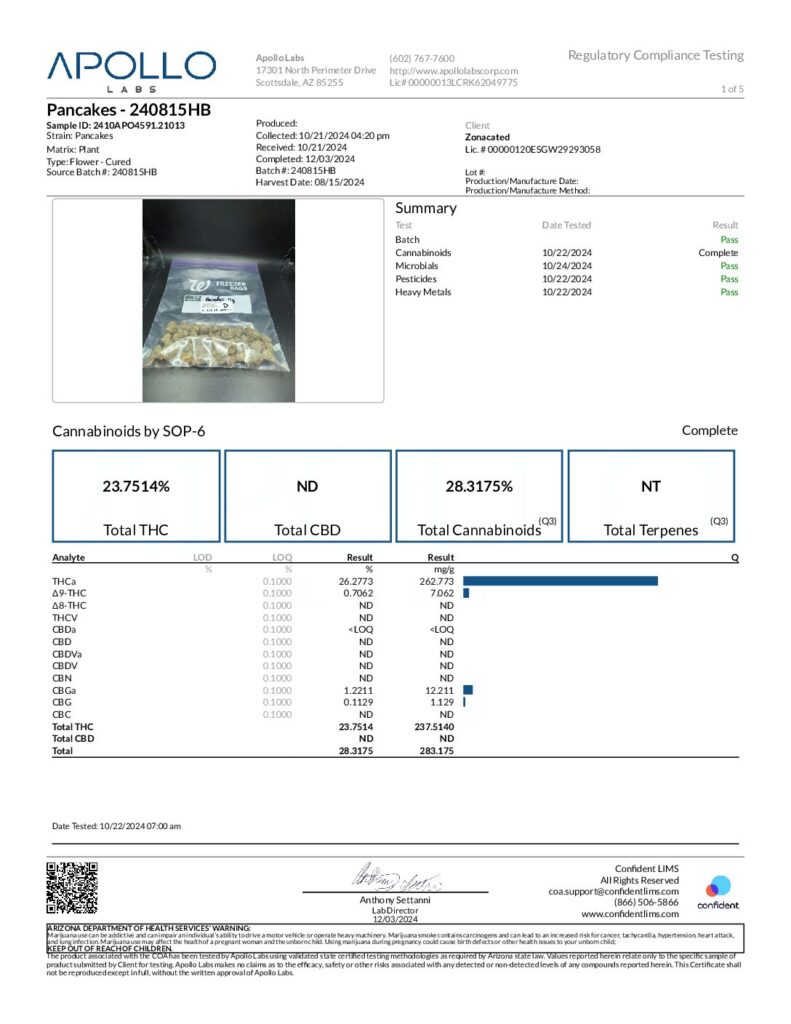 APOLLO
LABS
Apollo Labs
17301 North Perimeter Drive
Scottsdale, AZ 85255
(602) 767-7600
http://www.apollolabscorp.com
Lic# 00000013LCRK62049775
Regulatory Compliance Testing
1 of 5
Pancakes - 240815HB
Sample ID: 2410APO4591.21013
Strain: Pancakes
Matrix: Plant
Type: Flower - Cured
Source Batch #: 240815HB
Produced:
Collected: 10/21/2024 04:20 pm
Received: 10/21/2024
Completed: 12/03/2024
Batch #: 240815HB
Harvest Date: 08/15/2024
Client
Zonacated
Lic. # 00000120ESGW29293058
Lot #:
Production/Manufacture Date:
Production/Manufacture Method:
W FREEZER
BAGS
Summary
Test Date Tested Result
Batch Pass
Cannabinoids 10/22/2024 Complete
Microbials 10/24/2024 Pass
Pesticides 10/22/2024 Pass
Heavy Metals 10/22/2024 Pass
Cannabinoids by SOP-6 Complete
23.7514%
Total THC
ND
Total CBD
28.3175%
Total Cannabinoids (Q3)
NT
Total Terpenes (Q3)
Analyte LOD LOQ Result Result Q
% % % mg/g
THCa 0.1000 26.2773 262.773
Δ9-THC 0.1000 0.7062 7.062
Δ8-THC 0.1000 ND ND
THCV 0.1000 ND ND
CBDa 0.1000 <LOQ <LOQ
CBD 0.1000 ND ND
CBDVa 0.1000 ND ND
CBDV 0.1000 ND ND
CBN 0.1000 ND ND
CBGa 0.1000 1.2211 12.211
CBG 0.1000 0.1129 1.129
CBC 0.1000 ND ND
Total THC 23.7514 237.5140
Total CBD ND ND
Total 28.3175 283.175
Date Tested: 10/22/2024 07:00 am
Anthony Settanni
Lab Director
12/03/2024
Confident LIMS
All Rights Reserved
coa.support@confidentlims.com
(866) 506-5866
www.confidentlims.com
confident
ARIZONA DEPARTMENT OF HEALTH SERVICES' WARNING:
Marijuana use can be addictive and can impair an individual's ability to drive a motor vehicle or operate heavy machinery. Marijuana smoke contains carcinogens and can lead to an increased risk for cancer, tachycardia, hypertension, heart attack,
and lung infection. Marijuana use may affect the health of a pregnant woman and the unborn child. Using marijuana during pregnancy could cause birth defects or other health issues to your unborn child;
KEEP OUT OF REACH OF CHILDREN.
The product associated with the COA has been tested by Apollo Labs using validated state certified testing methodologies as required by Arizona state law. Values reported herein relate only to the specific sample of
product submitted by Client for testing. Apollo Labs makes no claims as to the efficacy, safety or other risks associated with any detected or non-detected levels of any compounds reported herein. This Certificate shall
not be reproduced except in full, without the written approval of Apollo Labs.